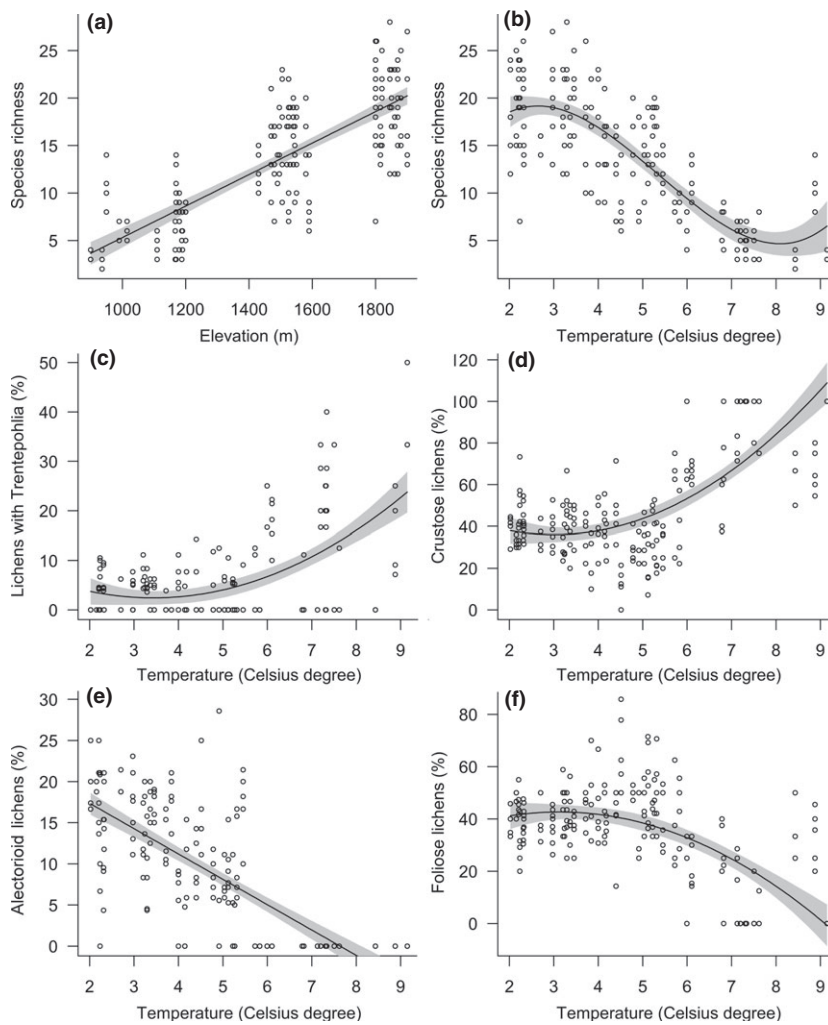 (a)
Species richness
25
20
15
10
5
1000 1200 1400 1600 1800
Elevation (m)
(b)
Species richness
25
20
15
10
5
2 3 4 5 6 7 8 9
Temperature (Celsius degree)
(c)
Lichens with Trentepohlia (%)
50
40
30
20
10
0
2 3 4 5 6 7 8 9
Temperature (Celsius degree)
(d)
Crustose lichens (%)
120
100
80
60
40
20
0
2 3 4 5 6 7 8 9
Temperature (Celsius degree)
(e)
Alectorioid lichens (%)
30
25
20
15
10
5
0
2 3 4 5 6 7 8 9
Temperature (Celsius degree)
(f)
Foliose lichens (%)
80
60
40
20
0
2 3 4 5 6 7 8 9
Temperature (Celsius degree)